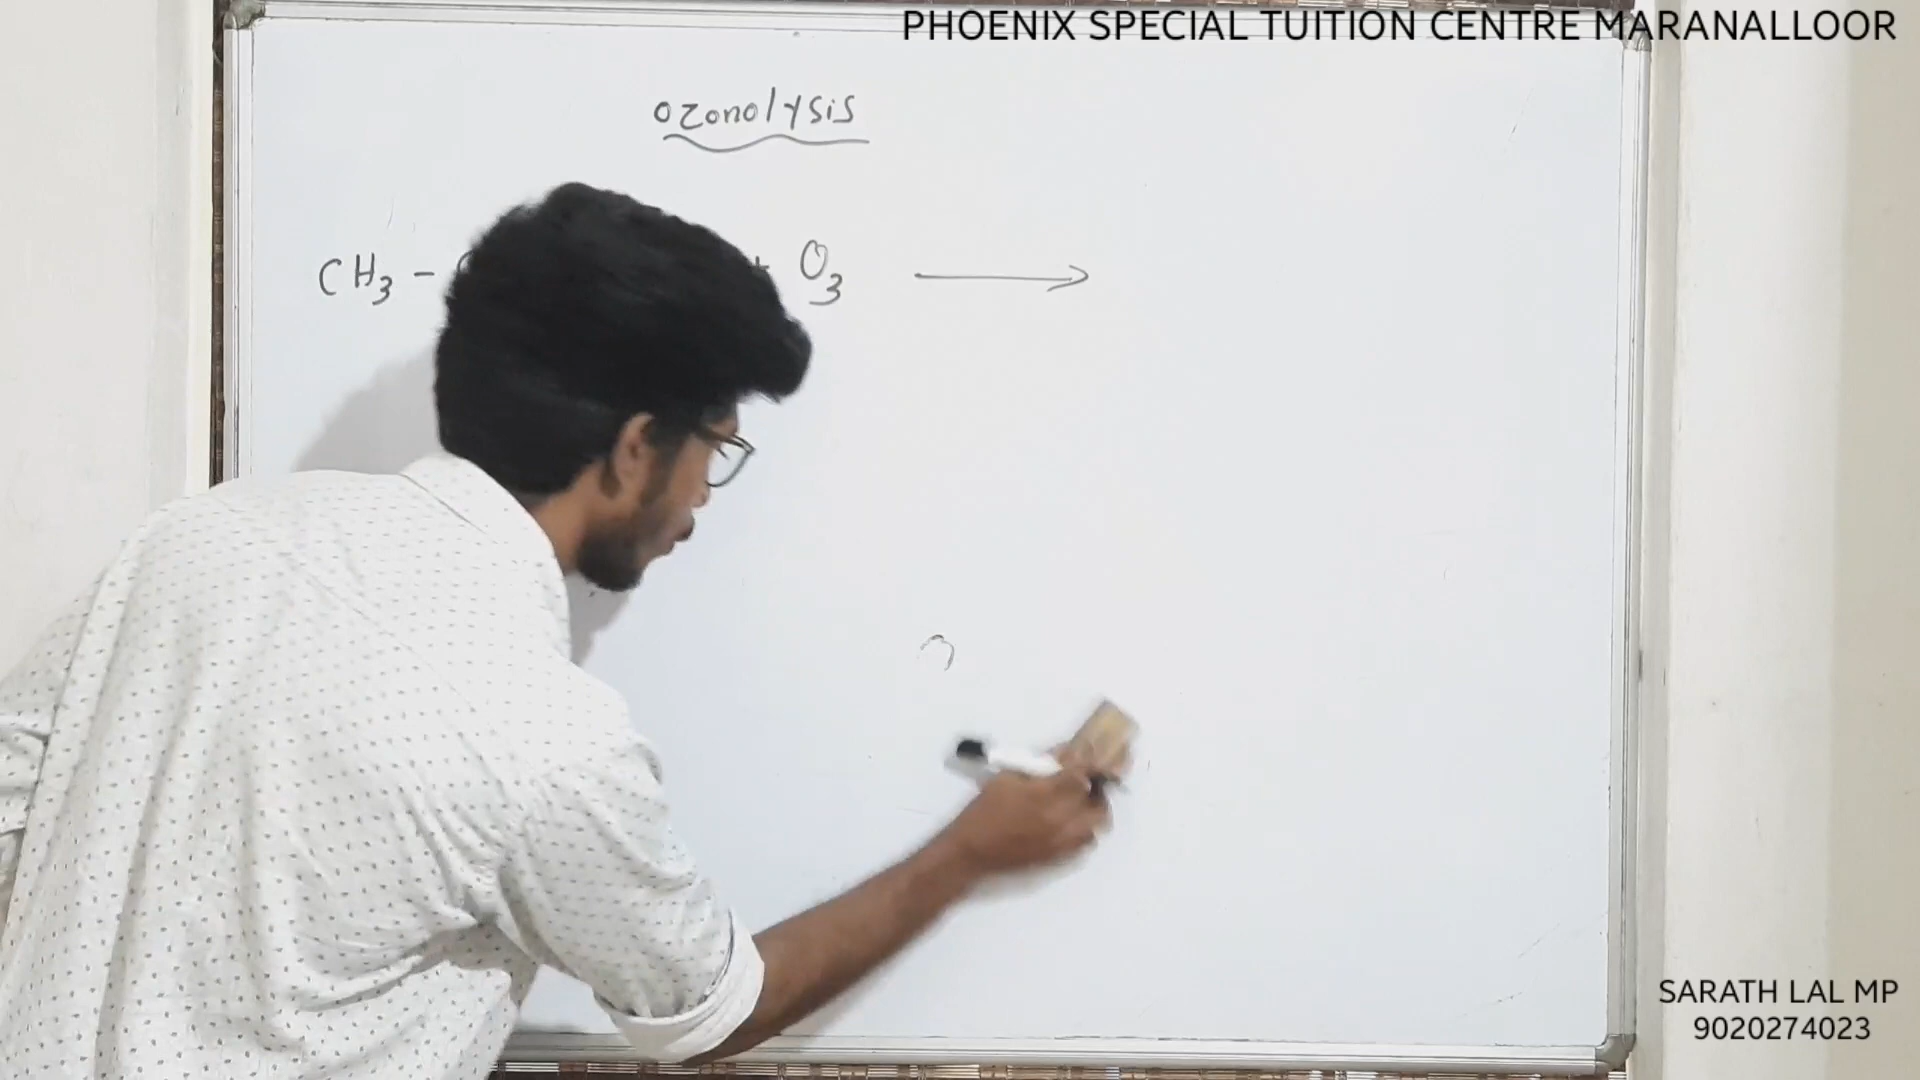 PHOENIX SPECIAL TUITION CENTRE MARANALLOOR
ozonolysis
CH₃ - + O₃ ⟶
SARATH LAL MP
9020274023